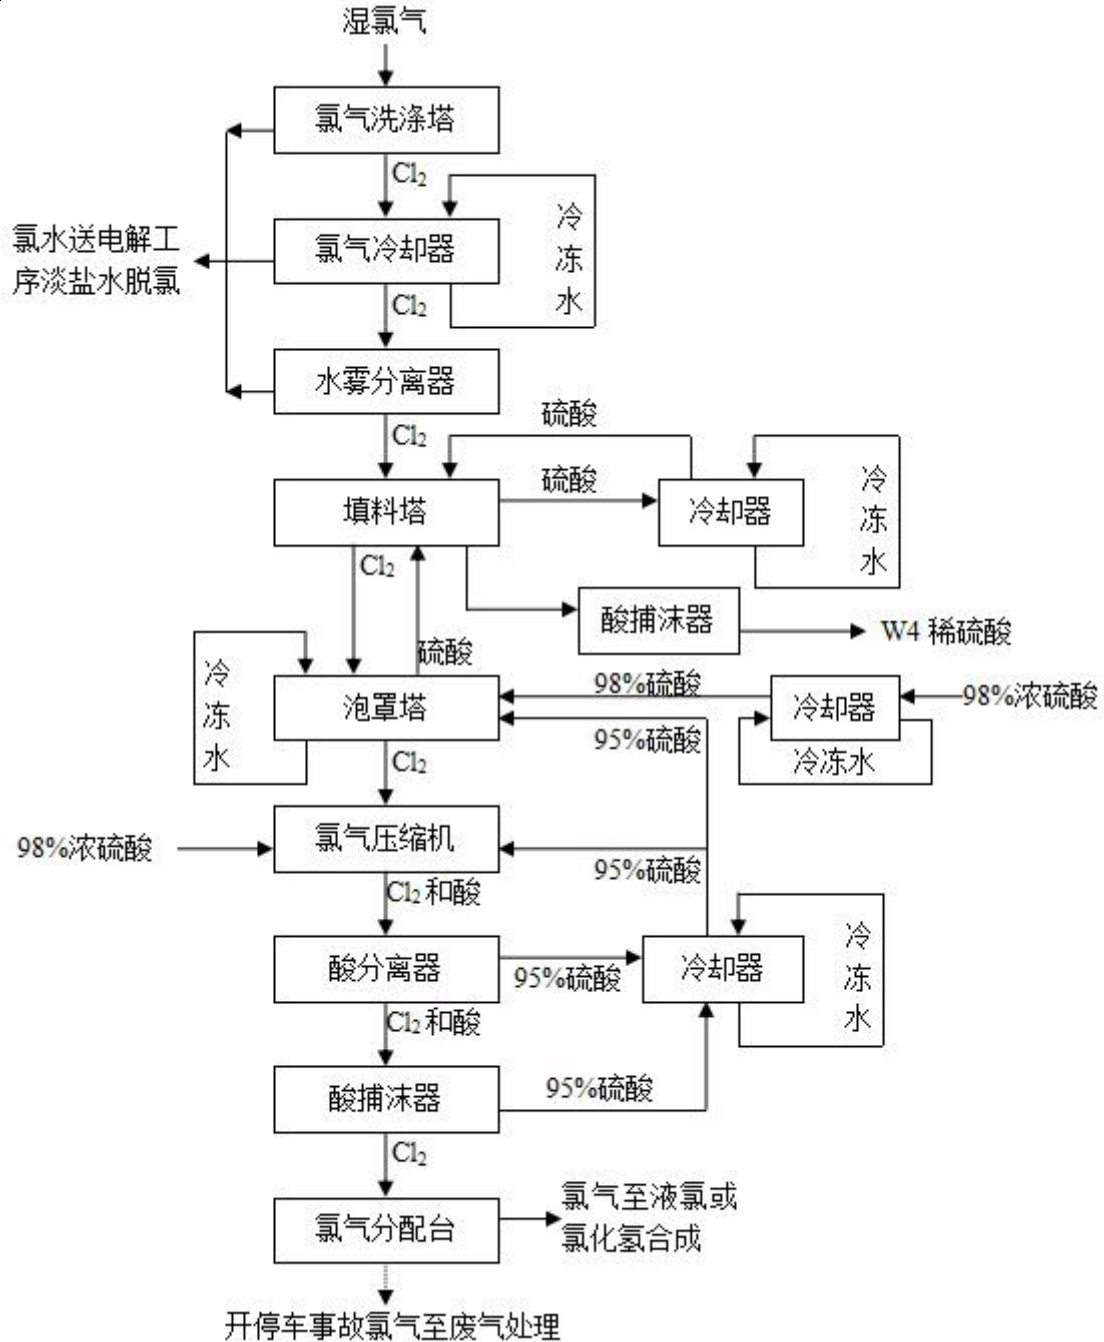 湿氯气
氯气洗涤塔
Cl₂
冷
冻
水
氯水送电解工
序淡盐水脱氯
氯气冷却器
Cl₂
水雾分离器
Cl₂
硫酸
硫酸
填料塔
冷却器
冷
冻
水
Cl₂
酸捕沫器
W4 稀硫酸
硫酸
冷
冻
水
泡罩塔
98%硫酸
冷却器
98%浓硫酸
95%硫酸
冷冻水
Cl₂
98%浓硫酸
氯气压缩机
95%硫酸
Cl₂和酸
酸分离器
95%硫酸
冷却器
冷
冻
水
Cl₂和酸
酸捕沫器
95%硫酸
Cl₂
氯气分配台
氯气至液氯或
氯化氢合成
开停车事故氯气至废气处理